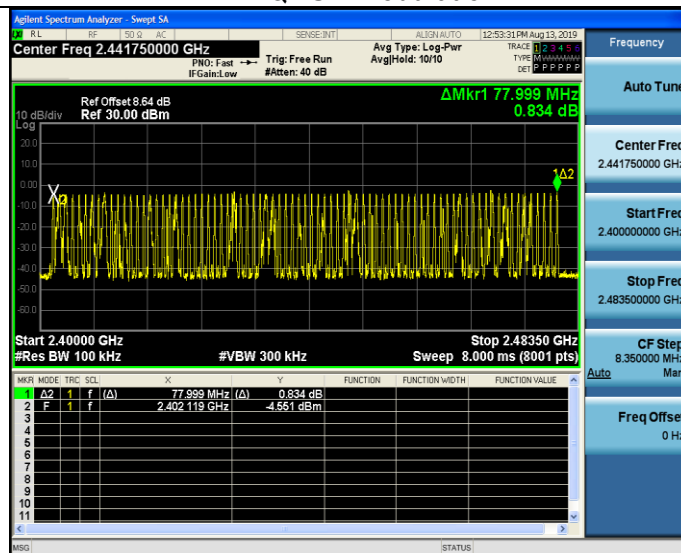 Agilent Spectrum Analyzer - Swept SA
RL RF 50 Ω AC SENSE:INT ALIGN AUTO 12:53:31 PM Aug 13, 2019
Center Freq 2.441750000 GHz
PNO: Fast
IFGain:Low
Trig: Free Run
#Atten: 40 dB
Avg Type: Log-Pwr
Avg|Hold: 10/10
TRACE 1 2 3 4 5 6
TYPE M
DET P P P P P P
Frequency
Auto Tune
Center Freq
2.441750000 GHz
Start Freq
2.400000000 GHz
Stop Freq
2.483500000 GHz
CF Step
8.350000 MHz
Auto Man
Freq Offset
0 Hz
ΔMkr1 77.999 MHz
0.834 dB
Ref Offset 8.64 dB
10 dB/div Ref 30.00 dBm
Log
20.0
10.0
0.00
-10.0
-20.0
-30.0
-40.0
-50.0
-60.0
1Δ2
2
Start 2.40000 GHz Stop 2.48350 GHz
#Res BW 100 kHz #VBW 300 kHz Sweep 8.000 ms (8001 pts)
MKR MODE TRC SCL X Y FUNCTION FUNCTION WIDTH FUNCTION VALUE
1 Δ2 1 f (Δ) 77.999 MHz (Δ) 0.834 dB
2 F 1 f 2.402 119 GHz -4.551 dBm
3
4
5
6
7
8
9
10
11
MSG STATUS